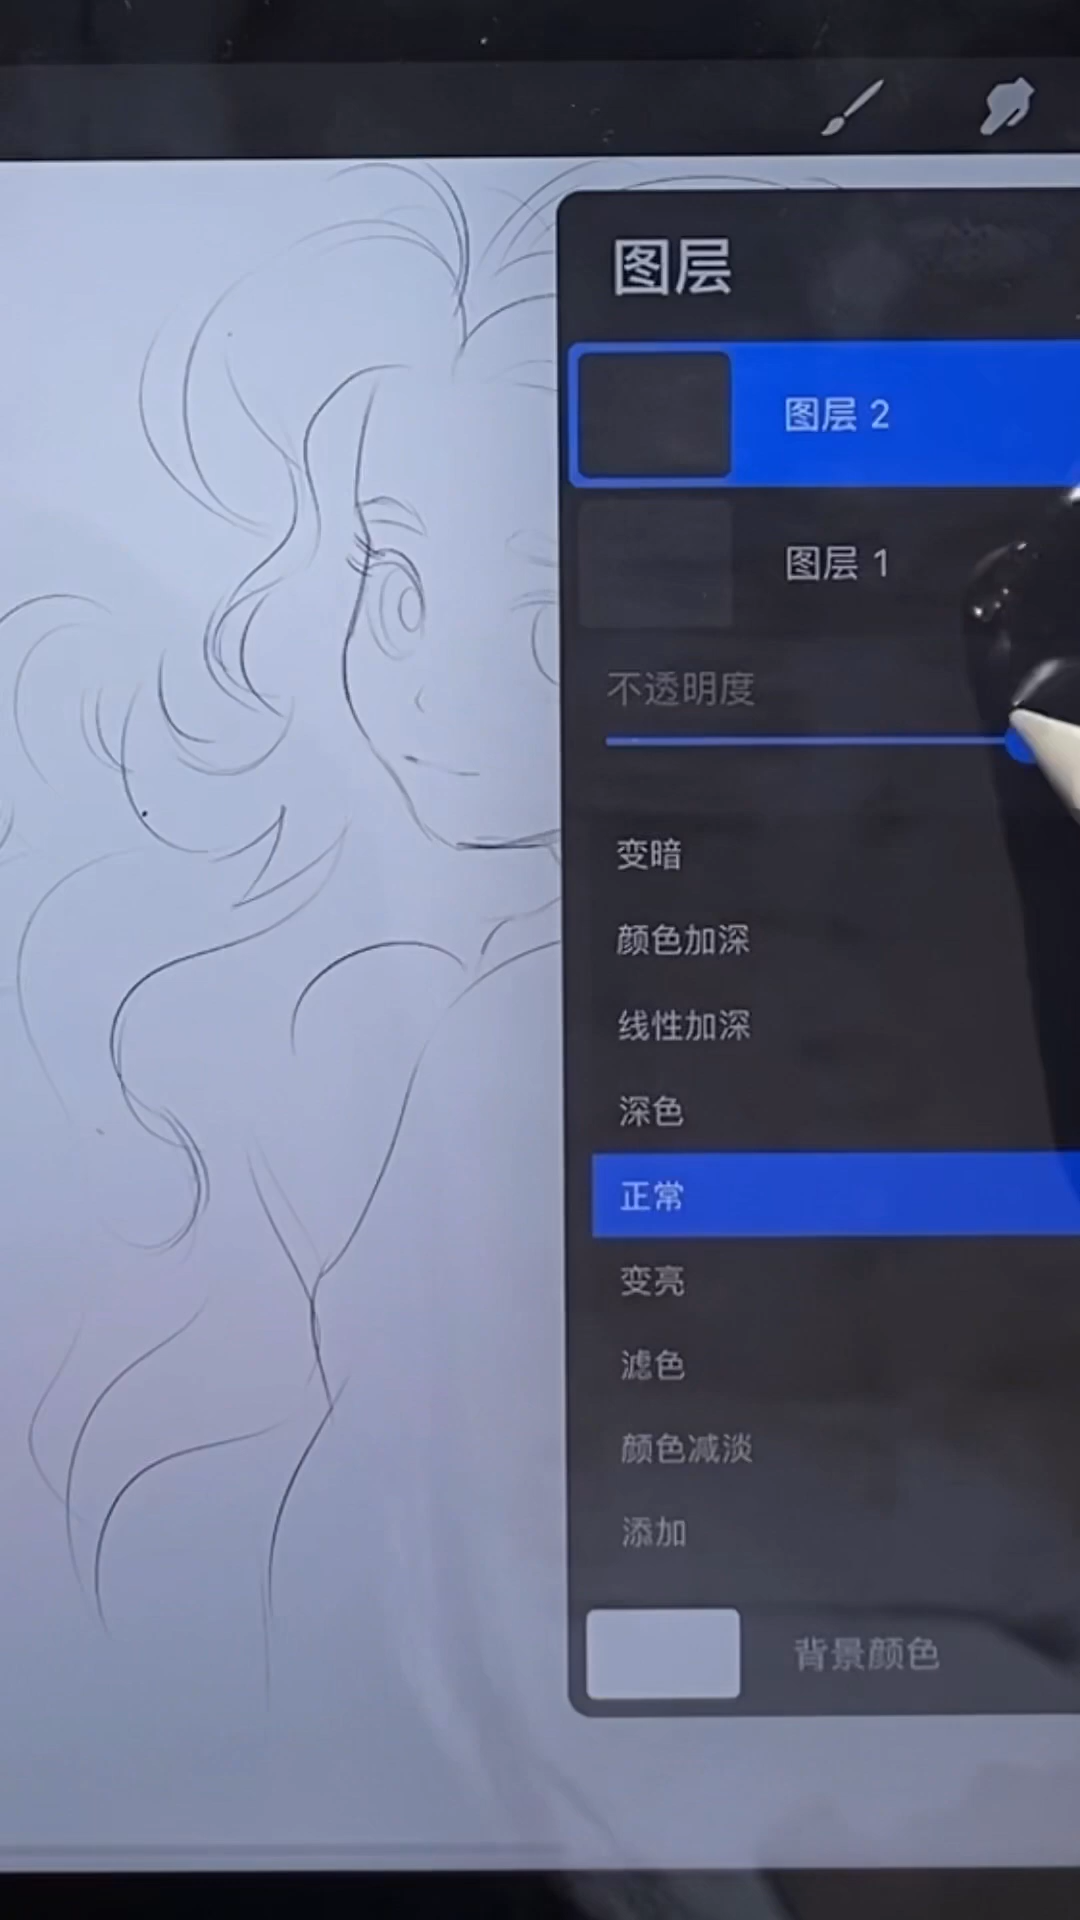 图层
图层 2
图层 1
不透明度
变暗
颜色加深
线性加深
深色
正常
变亮
滤色
颜色减淡
添加
背景颜色